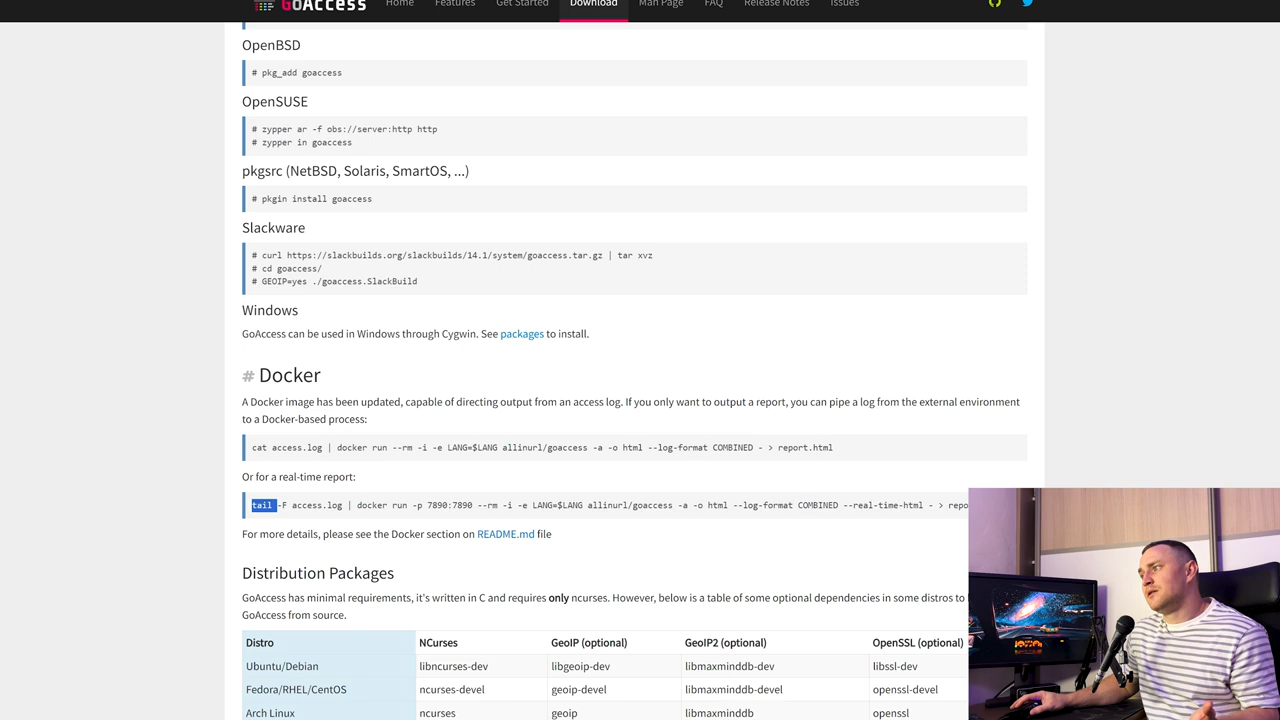 GoAccess
Home Features Get Started Download Man Page FAQ Release Notes Issues
OpenBSD
# pkg_add goaccess
OpenSUSE
# zypper ar -f obs://server:http http
# zypper in goaccess
pkgsrc (NetBSD, Solaris, SmartOS, ...)
# pkgin install goaccess
Slackware
# curl https://slackbuilds.org/slackbuilds/14.1/system/goaccess.tar.gz | tar xvz
# cd goaccess/
# GEOIP=yes ./goaccess.SlackBuild
Windows
GoAccess can be used in Windows through Cygwin. See packages to install.
# Docker
A Docker image has been updated, capable of directing output from an access log. If you only want to output a report, you can pipe a log from the external environment
to a Docker-based process:
cat access.log | docker run --rm -i -e LANG=$LANG allinurl/goaccess -a -o html --log-format COMBINED - > report.html
Or for a real-time report:
tail -F access.log | docker run -p 7890:7890 --rm -i -e LANG=$LANG allinurl/goaccess -a -o html --log-format COMBINED --real-time-html - > repo
For more details, please see the Docker section on README.md file
Distribution Packages
GoAccess has minimal requirements, it's written in C and requires only ncurses. However, below is a table of some optional dependencies in some distros to
GoAccess from source.
Distro NCurses GeoIP (optional) GeoIP2 (optional) OpenSSL (optional)
Ubuntu/Debian libncurses-dev libgeoip-dev libmaxminddb-dev libssl-dev
Fedora/RHEL/CentOS ncurses-devel geoip-devel libmaxminddb-devel openssl-devel
Arch Linux ncurses geoip libmaxminddb openssl